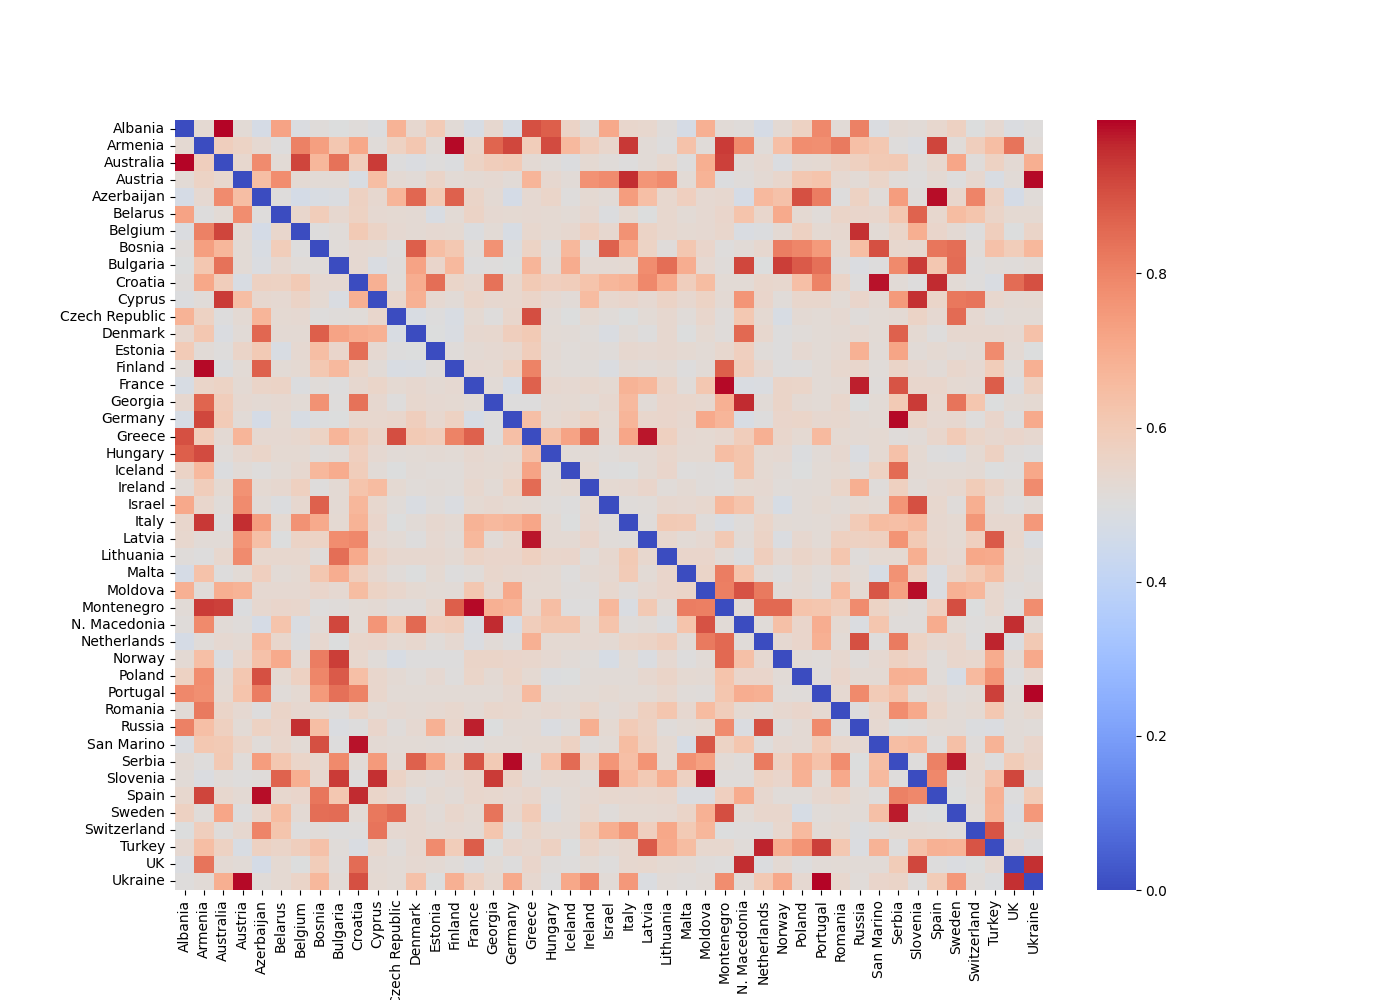 Albania
Armenia
Australia
Austria
Azerbaijan
Belarus
Belgium
Bosnia
Bulgaria
Croatia
Cyprus
Czech Republic
Denmark
Estonia
Finland
France
Georgia
Germany
Greece
Hungary
Iceland
Ireland
Israel
Italy
Latvia
Lithuania
Malta
Moldova
Montenegro
N. Macedonia
Netherlands
Norway
Poland
Portugal
Romania
Russia
San Marino
Serbia
Slovenia
Spain
Sweden
Switzerland
Turkey
UK
Ukraine
Albania
Armenia
Australia
Austria
Azerbaijan
Belarus
Belgium
Bosnia
Bulgaria
Croatia
Cyprus
Czech Republic
Denmark
Estonia
Finland
France
Georgia
Germany
Greece
Hungary
Iceland
Ireland
Israel
Italy
Latvia
Lithuania
Malta
Moldova
Montenegro
N. Macedonia
Netherlands
Norway
Poland
Portugal
Romania
Russia
San Marino
Serbia
Slovenia
Spain
Sweden
Switzerland
Turkey
UK
Ukraine
0.8
0.6
0.4
0.2
0.0